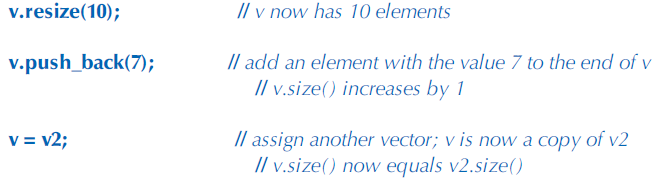 v.resize(10); // v now has 10 elements
v.push_back(7); // add an element with the value 7 to the end of v
// v.size() increases by 1
v = v2; // assign another vector; v is now a copy of v2
// v.size() now equals v2.size()